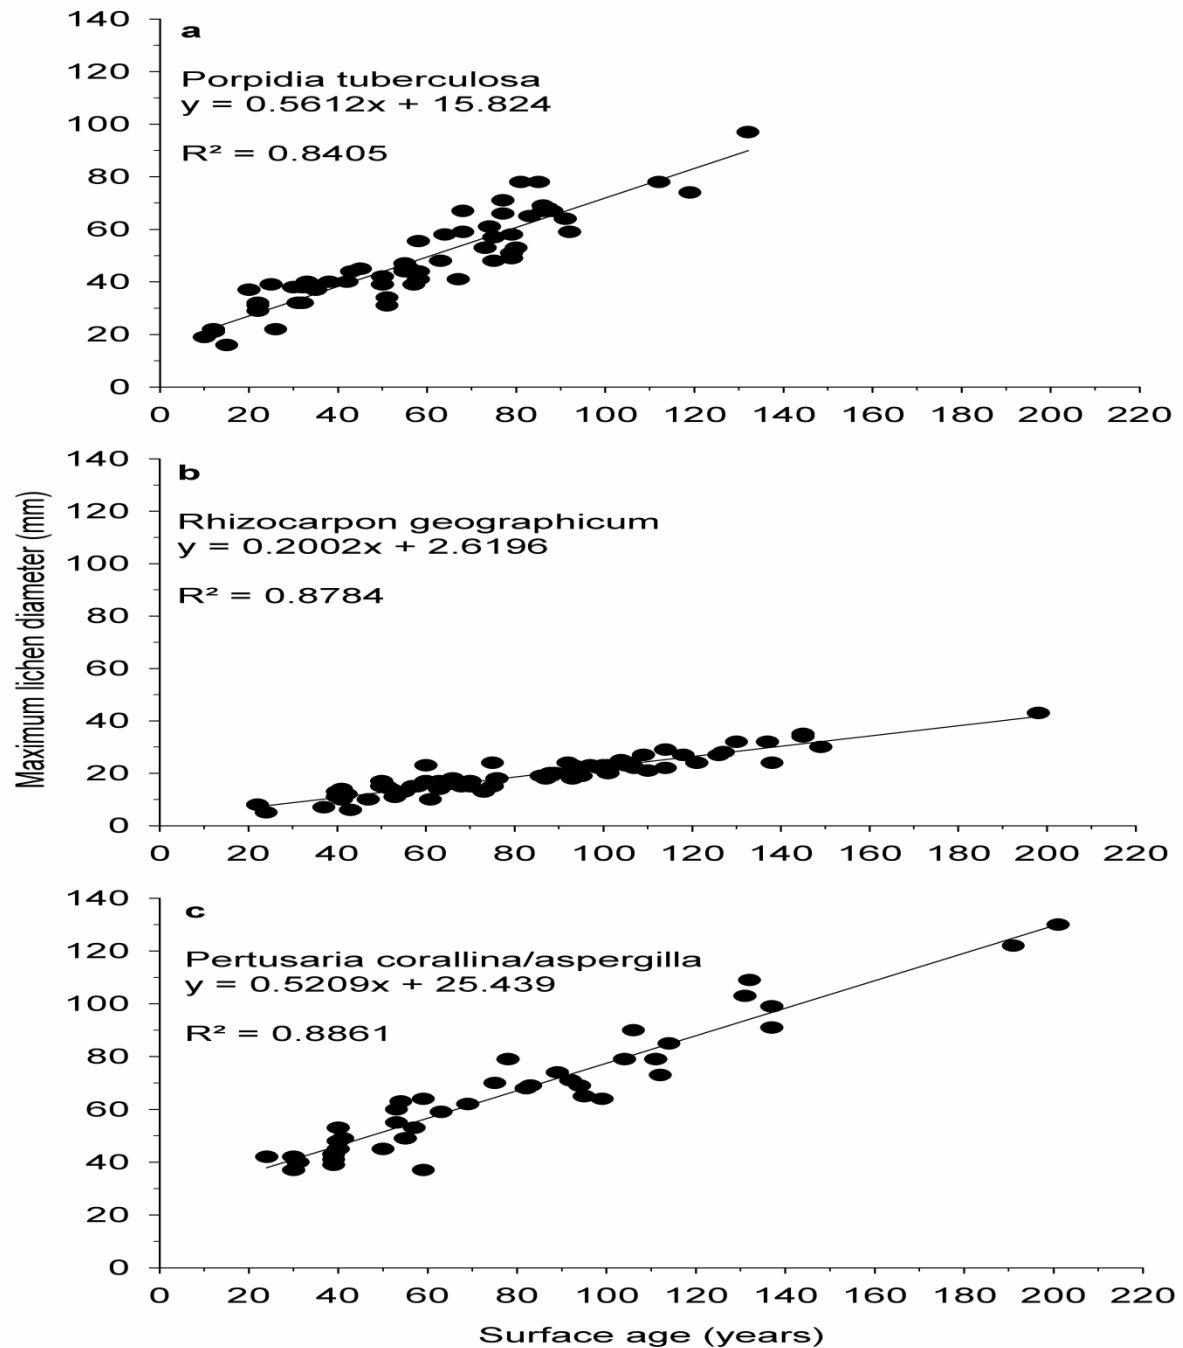 a
Porpidia tuberculosa
y = 0.5612x + 15.824
R² = 0.8405
140
120
100
80
60
40
20
0
0 20 40 60 80 100 120 140 160 180 200 220
b
Rhizocarpon geographicum
y = 0.2002x + 2.6196
R² = 0.8784
140
120
100
80
60
40
20
0
0 20 40 60 80 100 120 140 160 180 200 220
Maximum lichen diameter (mm)
c
Pertusaria corallina/aspergilla
y = 0.5209x + 25.439
R² = 0.8861
140
120
100
80
60
40
20
0
0 20 40 60 80 100 120 140 160 180 200 220
Surface age (years)